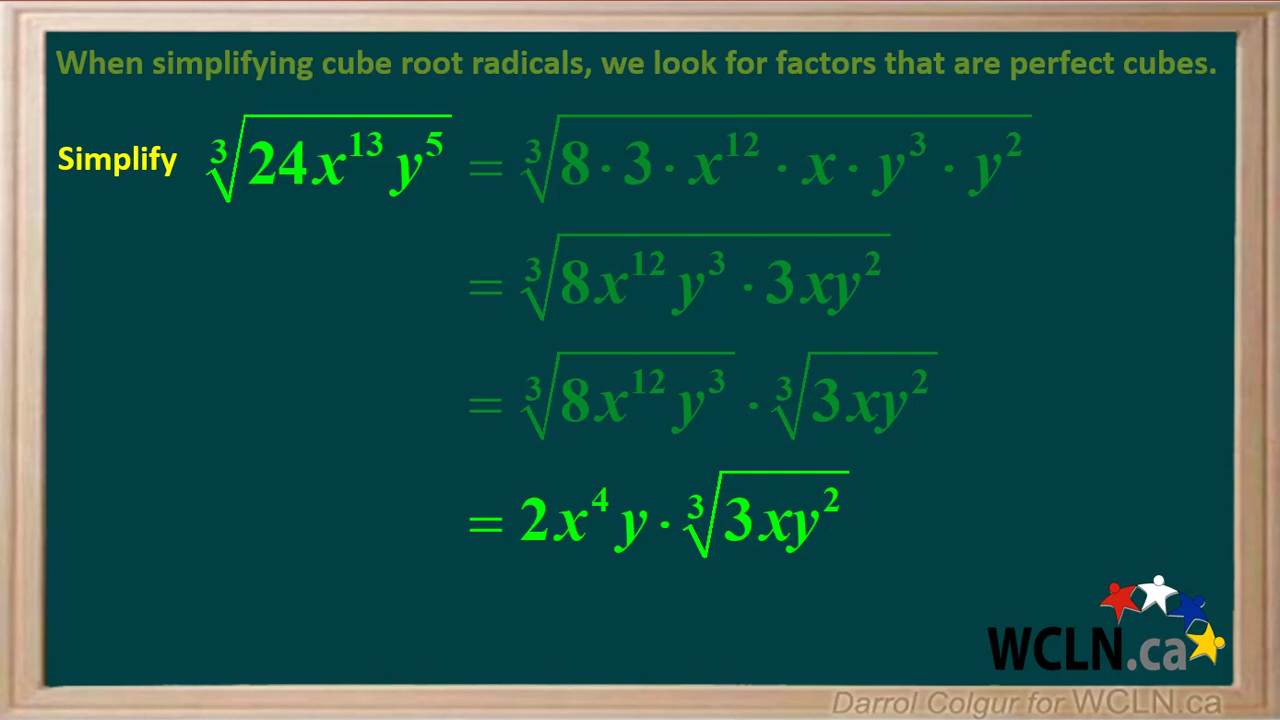 When simplifying cube root radicals, we look for factors that are perfect cubes.
Simplify ∛(24x¹³y⁵) = ∛(8 · 3 · x¹² · x · y³ · y²)
= ∛(8x¹²y³ · 3xy²)
= ∛(8x¹²y³) · ∛(3xy²)
= 2x⁴y · ∛(3xy²)
WCLN.ca
Darrol Colgur for WCLN.ca